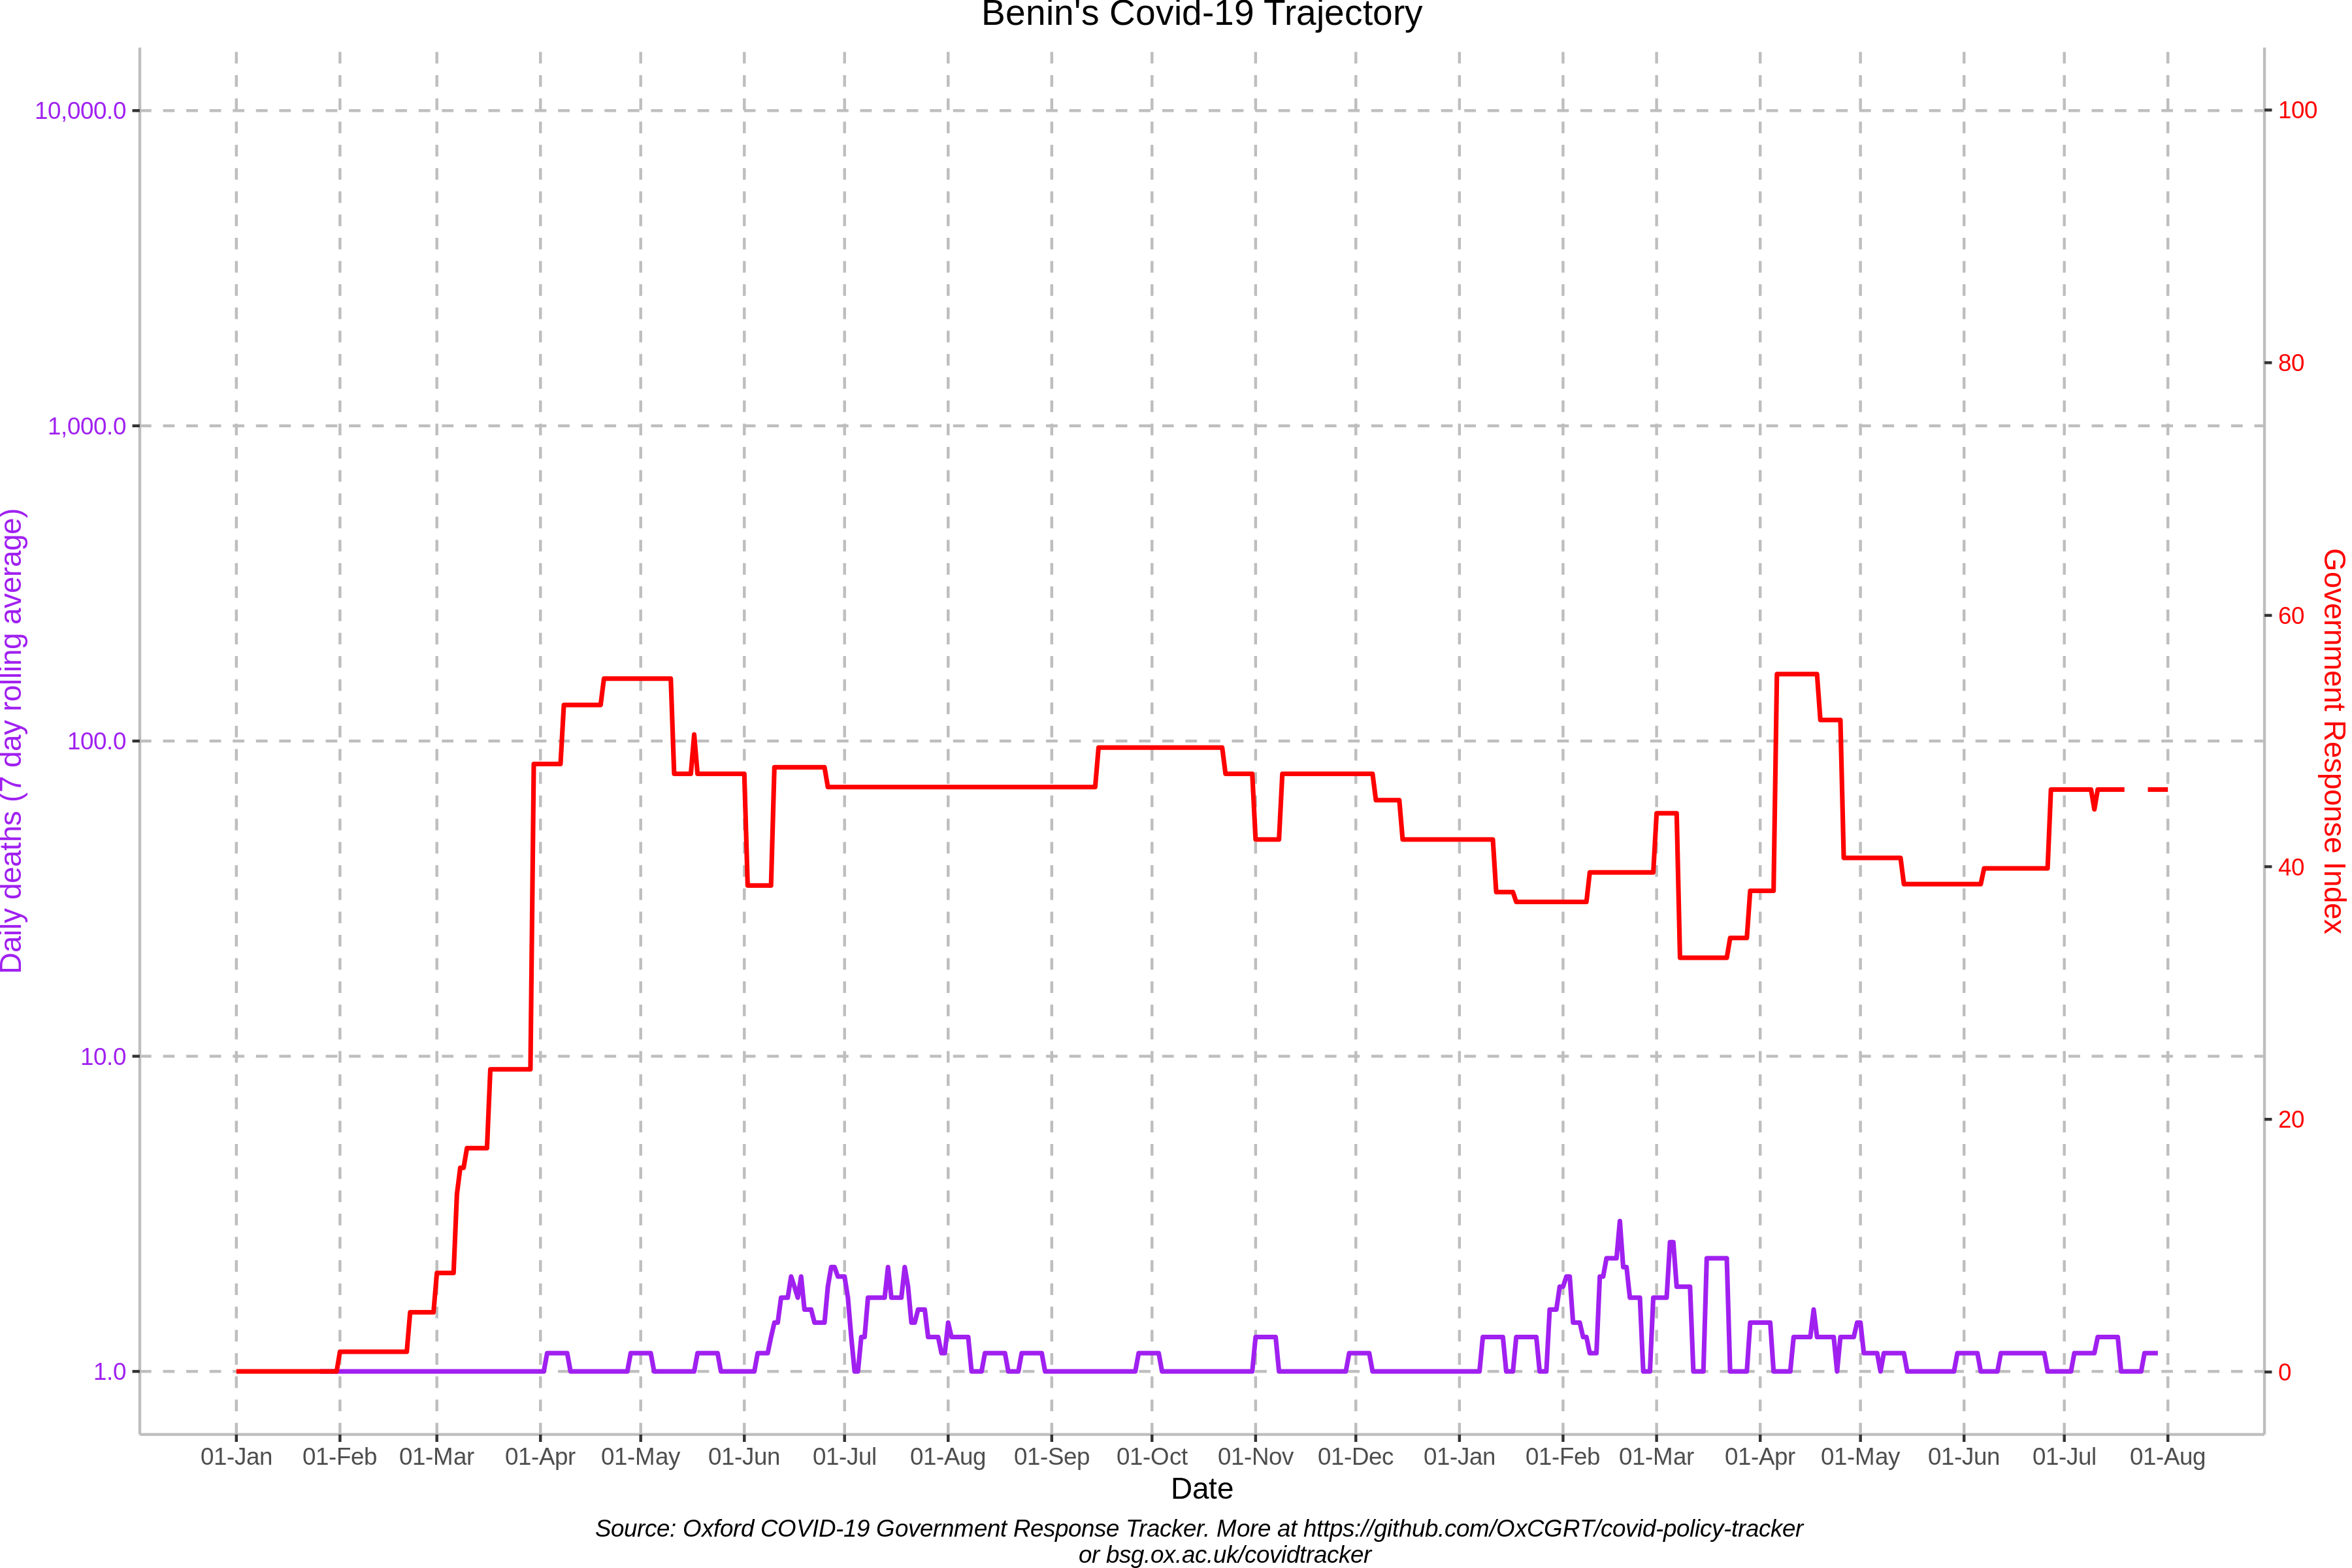 Benin's Covid-19 Trajectory
Daily deaths (7 day rolling average)
10,000.0
1,000.0
100.0
10.0
1.0
100
80
60
40
20
0
Government Response Index
01-Jan 01-Feb 01-Mar 01-Apr 01-May 01-Jun 01-Jul 01-Aug 01-Sep 01-Oct 01-Nov 01-Dec 01-Jan 01-Feb 01-Mar 01-Apr 01-May 01-Jun 01-Jul 01-Aug
Date
Source: Oxford COVID-19 Government Response Tracker. More at https://github.com/OxCGRT/covid-policy-tracker
or bsg.ox.ac.uk/covidtracker